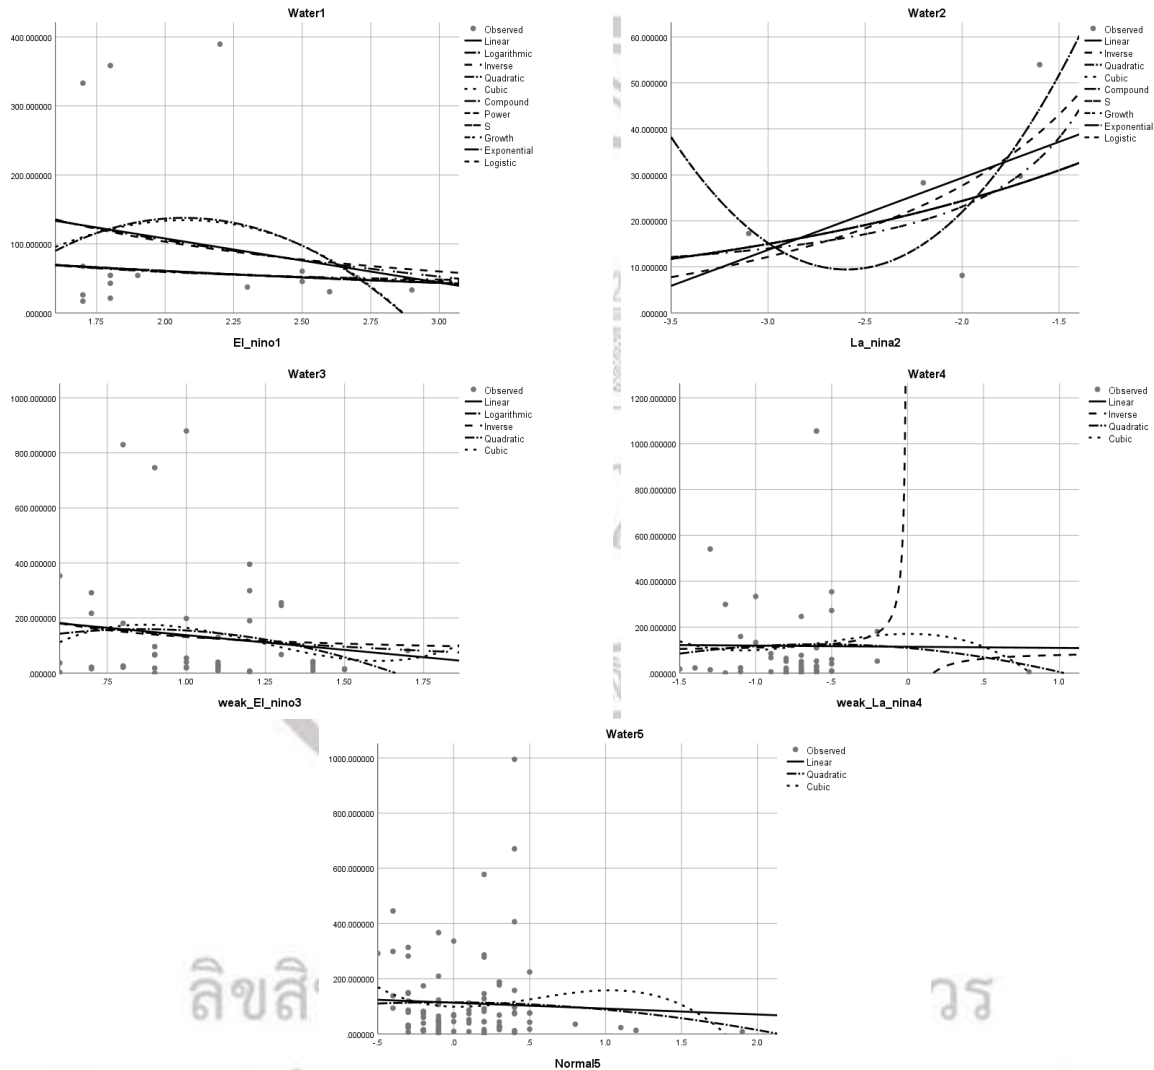 Water1
400.000000
300.000000
200.000000
100.000000
.000000
1.75
2.00
2.25
2.50
2.75
3.00
El_nino1
Observed
Linear
Logarithmic
Inverse
Quadratic
Cubic
Compound
Power
S
Growth
Exponential
Logistic
Water2
60.000000
50.000000
40.000000
30.000000
20.000000
10.000000
.000000
-3.5
-3.0
-2.5
-2.0
-1.5
La_nina2
Observed
Linear
Inverse
Quadratic
Cubic
Compound
S
Growth
Exponential
Logistic
Water3
1000.000000
800.000000
600.000000
400.000000
200.000000
.000000
.75
1.00
1.25
1.50
1.75
weak_El_nino3
Observed
Linear
Logarithmic
Inverse
Quadratic
Cubic
Water4
1200.000000
1000.000000
800.000000
600.000000
400.000000
200.000000
.000000
-1.5
-1.0
-.5
.0
.5
1.0
weak_La_nina4
Observed
Linear
Inverse
Quadratic
Cubic
Water5
1000.000000
800.000000
600.000000
400.000000
200.000000
.000000
-.5
.0
.5
1.0
1.5
2.0
Normal5
Observed
Linear
Quadratic
Cubic
ลิขสิ
วร